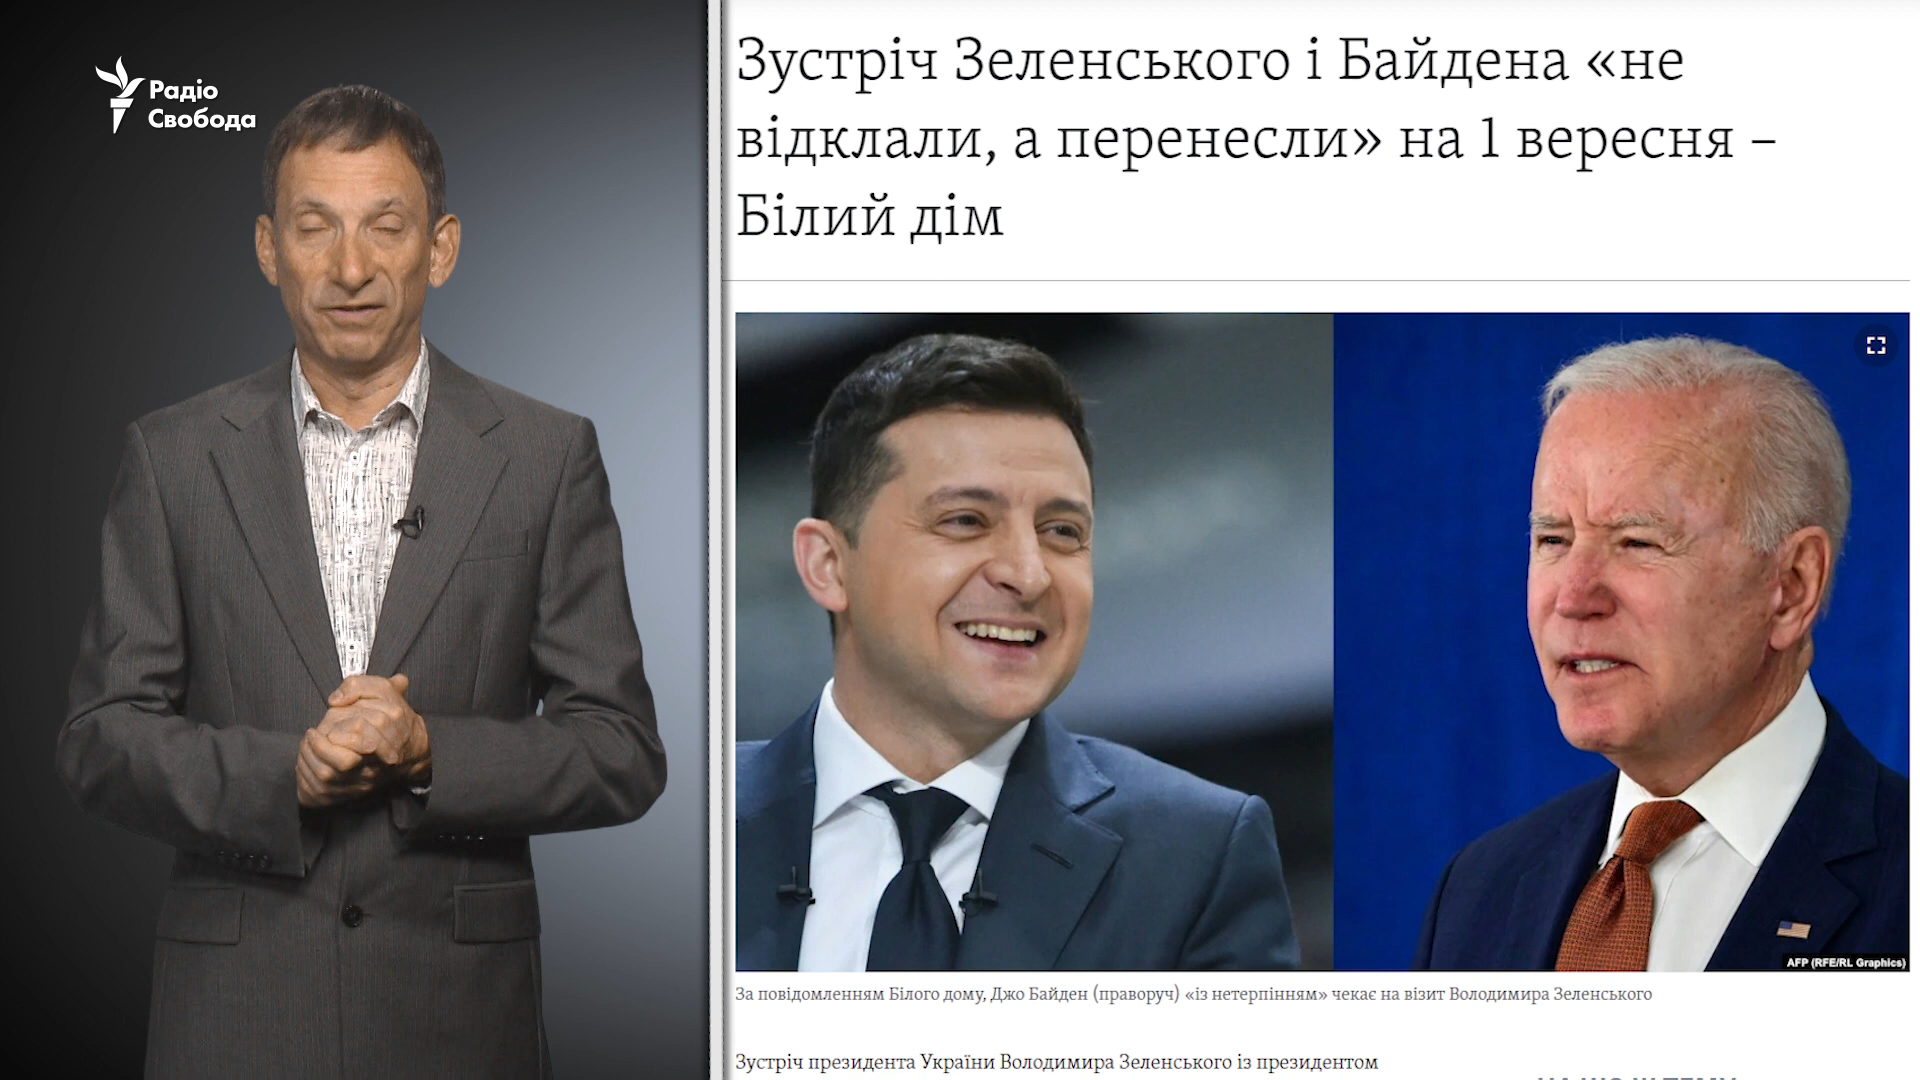 Радіо
Свобода
Зустріч Зеленського і Байдена «не
відклали, а перенесли» на 1 вересня –
Білий дім
AFP (RFE/RL Graphics)
За повідомленням Білого дому, Джо Байден (праворуч) «із нетерпінням» чекає на візит Володимира Зеленського
Зустріч президента України Володимира Зеленського із президентом